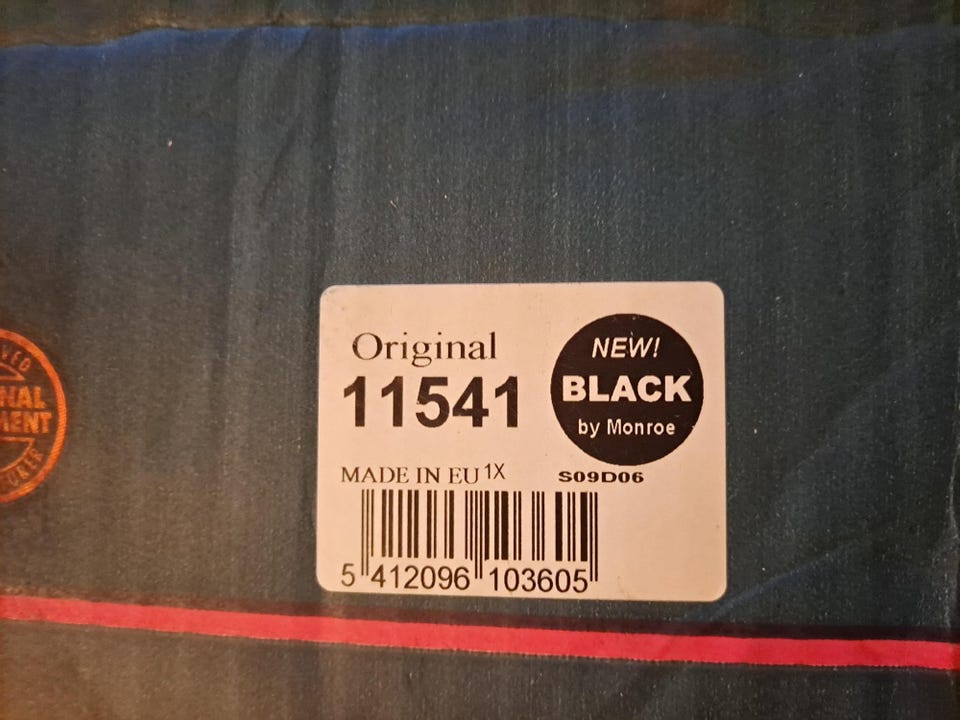 Original
11541
NEW!
BLACK
by Monroe
MADE IN EU 1X
S09D06
5 412096 103605